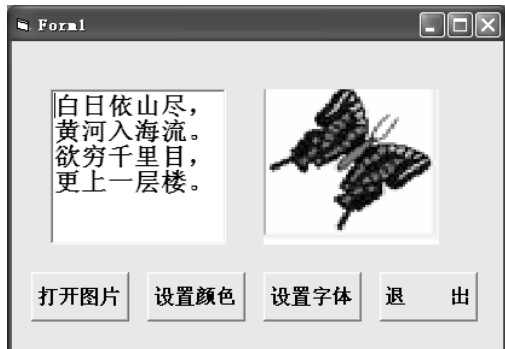 Form1
白日依山尽，
黄河入海流。
欲穷千里目，
更上一层楼。
打开图片 设置颜色 设置字体 退 出